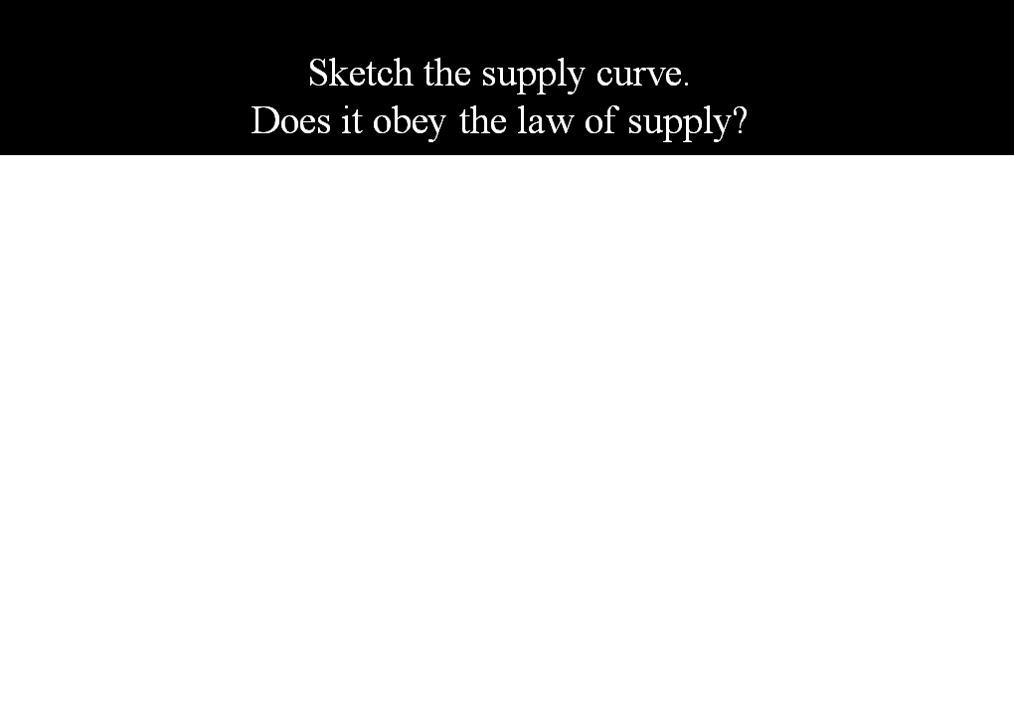 Sketch the supply curve.
Does it obey the law of supply?